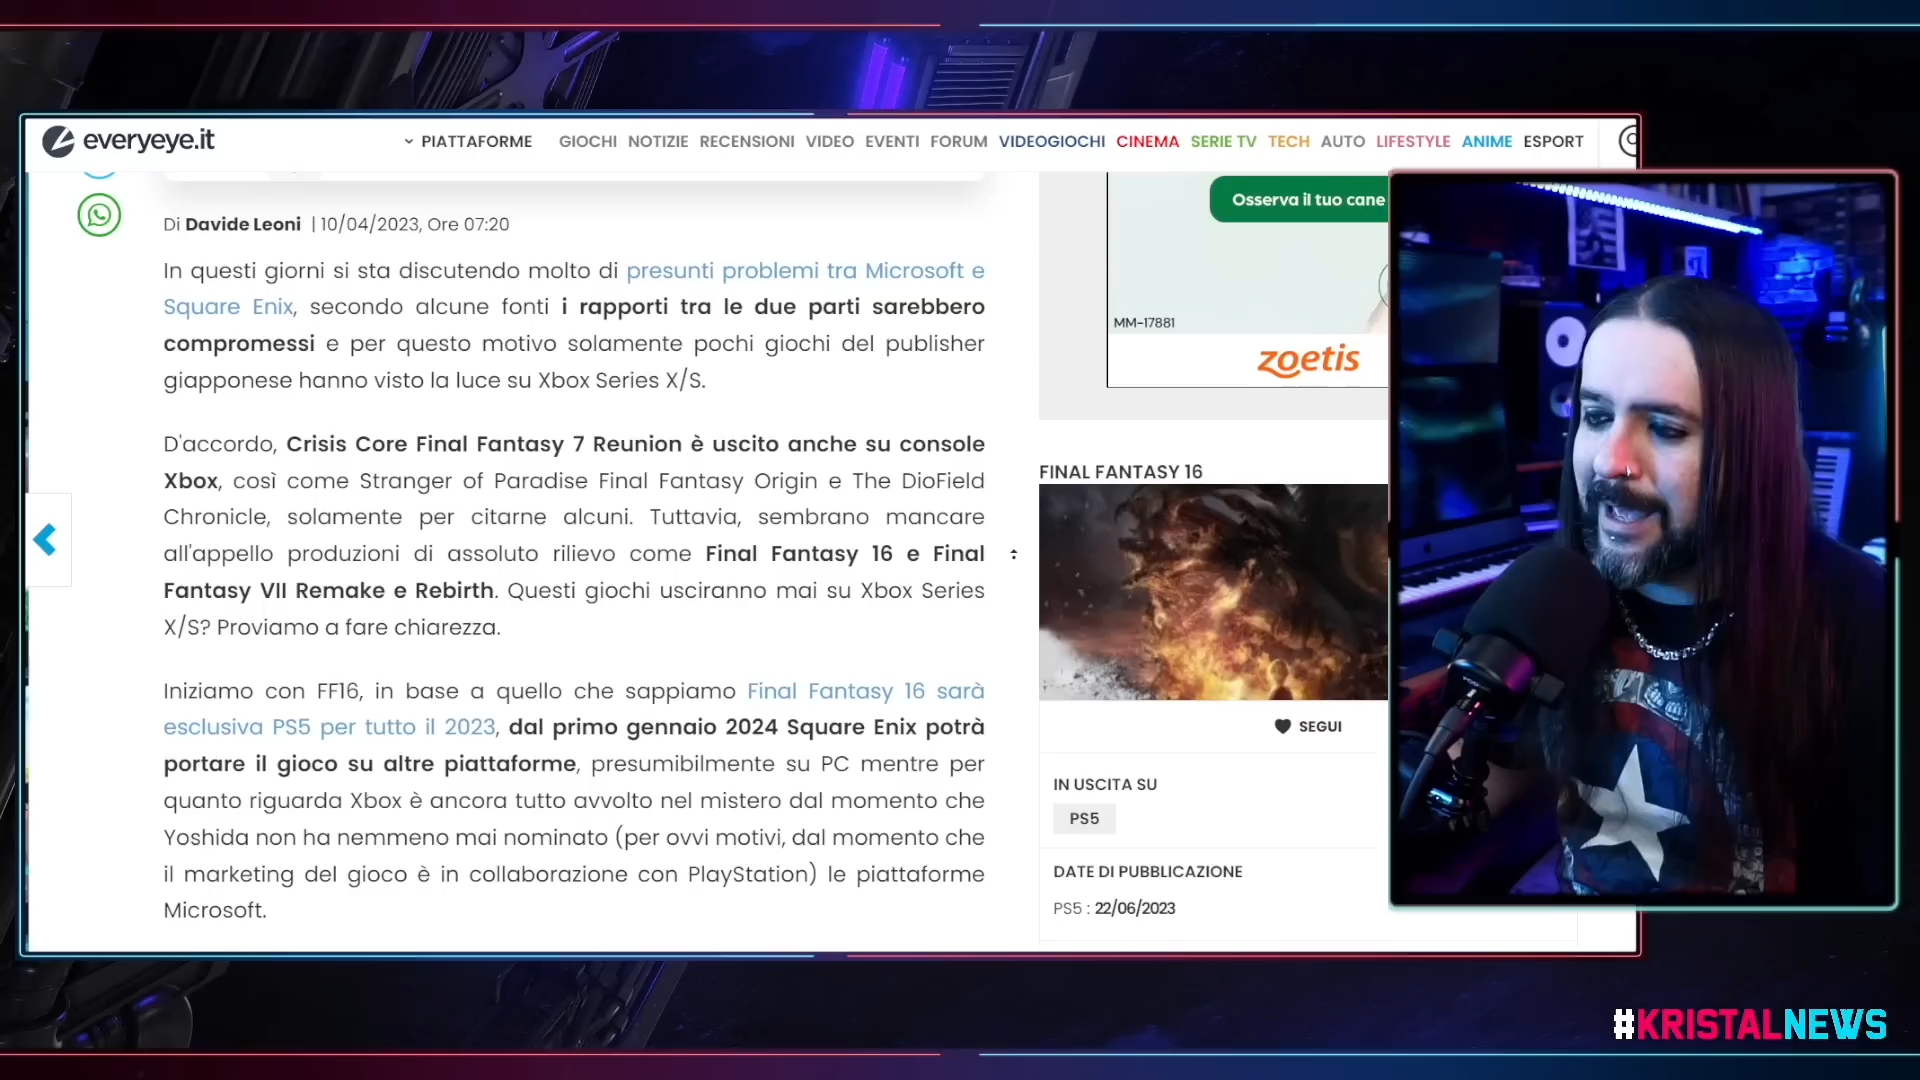 everyeye.it
PIATTAFORME GIOCHI NOTIZIE RECENSIONI VIDEO EVENTI FORUM VIDEOGIOCHI CINEMA SERIE TV TECH AUTO LIFESTYLE ANIME ESPORT
Di Davide Leoni | 10/04/2023, Ore 07:20
In questi giorni si sta discutendo molto di presunti problemi tra Microsoft e
Square Enix, secondo alcune fonti i rapporti tra le due parti sarebbero
compromessi e per questo motivo solamente pochi giochi del publisher
giapponese hanno visto la luce su Xbox Series X/S.
D'accordo, Crisis Core Final Fantasy 7 Reunion è uscito anche su console
Xbox, così come Stranger of Paradise Final Fantasy Origin e The DioField
Chronicle, solamente per citarne alcuni. Tuttavia, sembrano mancare
all'appello produzioni di assoluto rilievo come Final Fantasy 16 e Final
Fantasy VII Remake e Rebirth. Questi giochi usciranno mai su Xbox Series
X/S? Proviamo a fare chiarezza.
Iniziamo con FF16, in base a quello che sappiamo Final Fantasy 16 sarà
esclusiva PS5 per tutto il 2023, dal primo gennaio 2024 Square Enix potrà
portare il gioco su altre piattaforme, presumibilmente su PC mentre per
quanto riguarda Xbox è ancora tutto avvolto nel mistero dal momento che
Yoshida non ha nemmeno mai nominato (per ovvi motivi, dal momento che
il marketing del gioco è in collaborazione con PlayStation) le piattaforme
Microsoft.
Osserva il tuo cane
MM-17881
zoetis
FINAL FANTASY 16
SEGUI
IN USCITA SU
PS5
DATE DI PUBBLICAZIONE
PS5 : 22/06/2023
#KRISTALNEWS